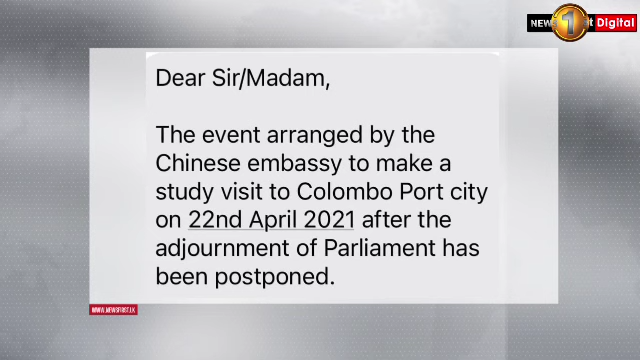 NEWS 1st Digital
Dear Sir/Madam,
The event arranged by the
Chinese embassy to make a
study visit to Colombo Port city
on 22nd April 2021 after the
adjournment of Parliament has
been postponed.
WWW.NEWSFIRST.LK